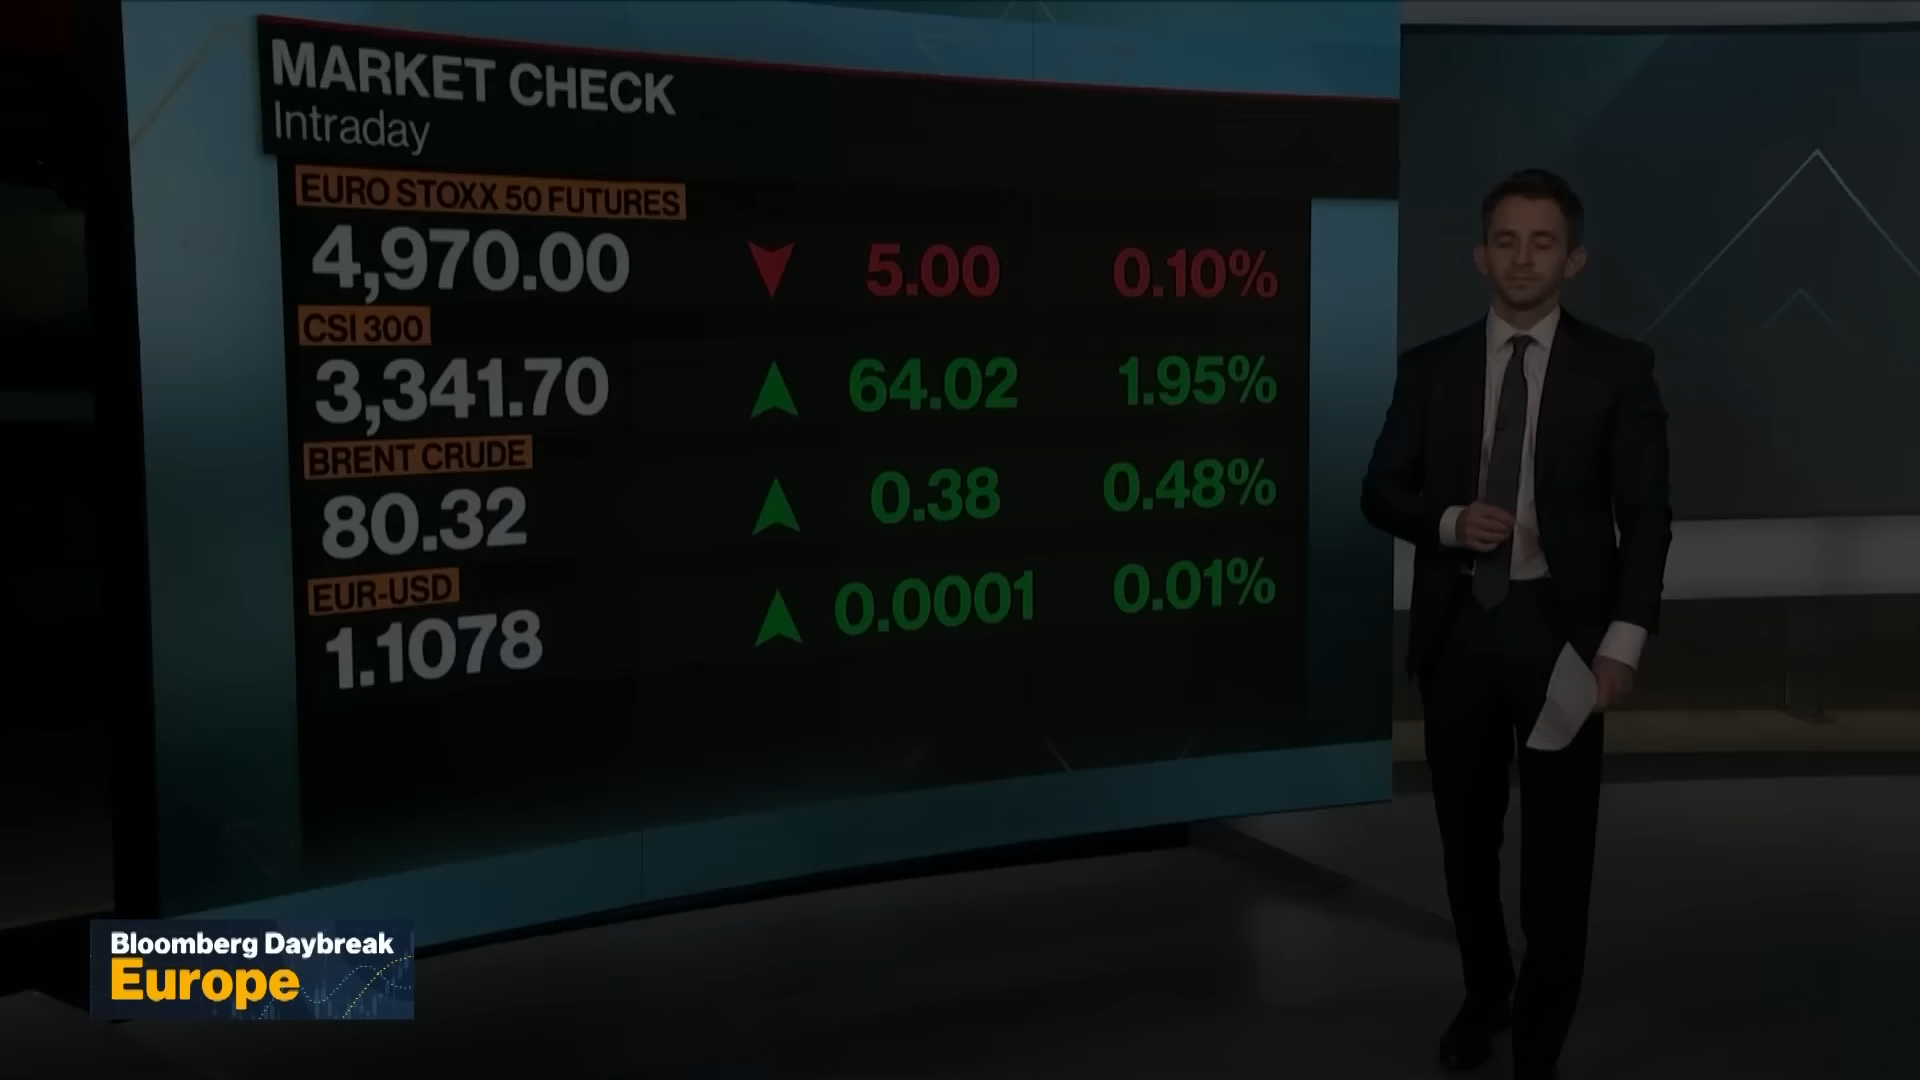 MARKET CHECK
Intraday
EURO STOXX 50 FUTURES
4,970.00 5.00 0.10%
CSI 300
3,341.70 64.02 1.95%
BRENT CRUDE
80.32 0.38 0.48%
EUR-USD
1.1078 0.0001 0.01%
Bloomberg Daybreak
Europe